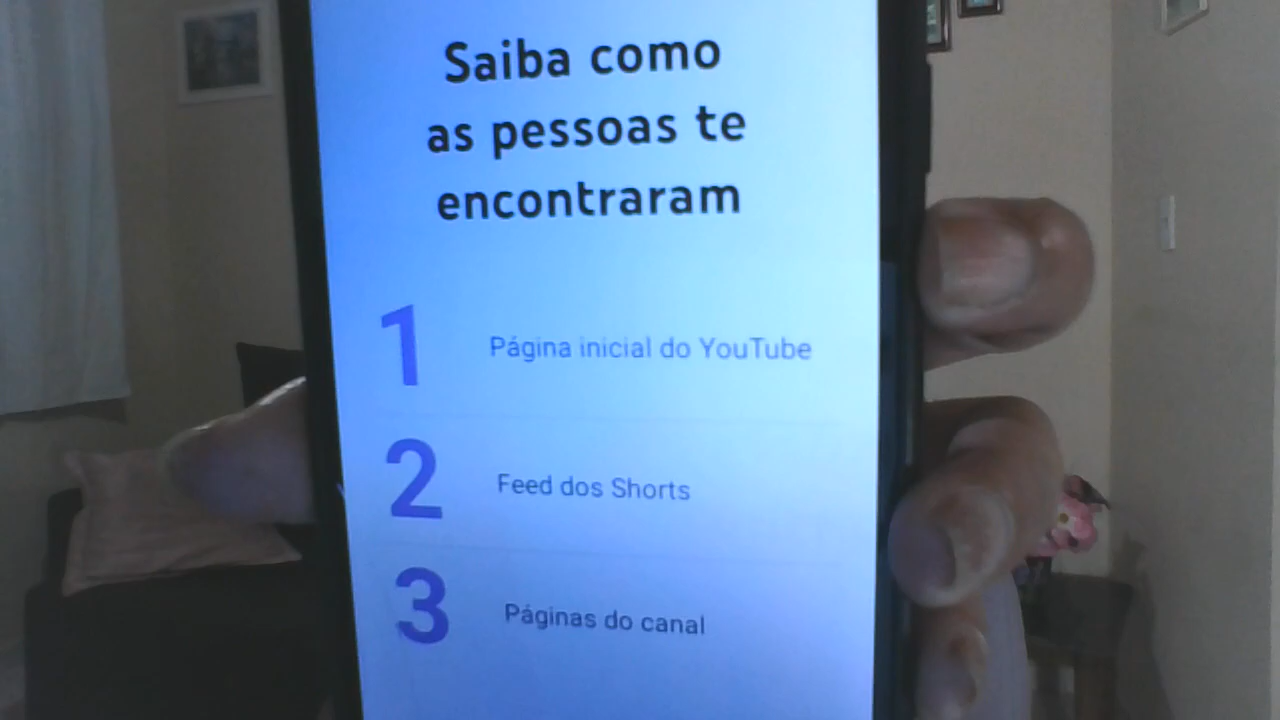 Saiba como
as pessoas te
encontraram
1 Página inicial do YouTube
2 Feed dos Shorts
3 Páginas do canal